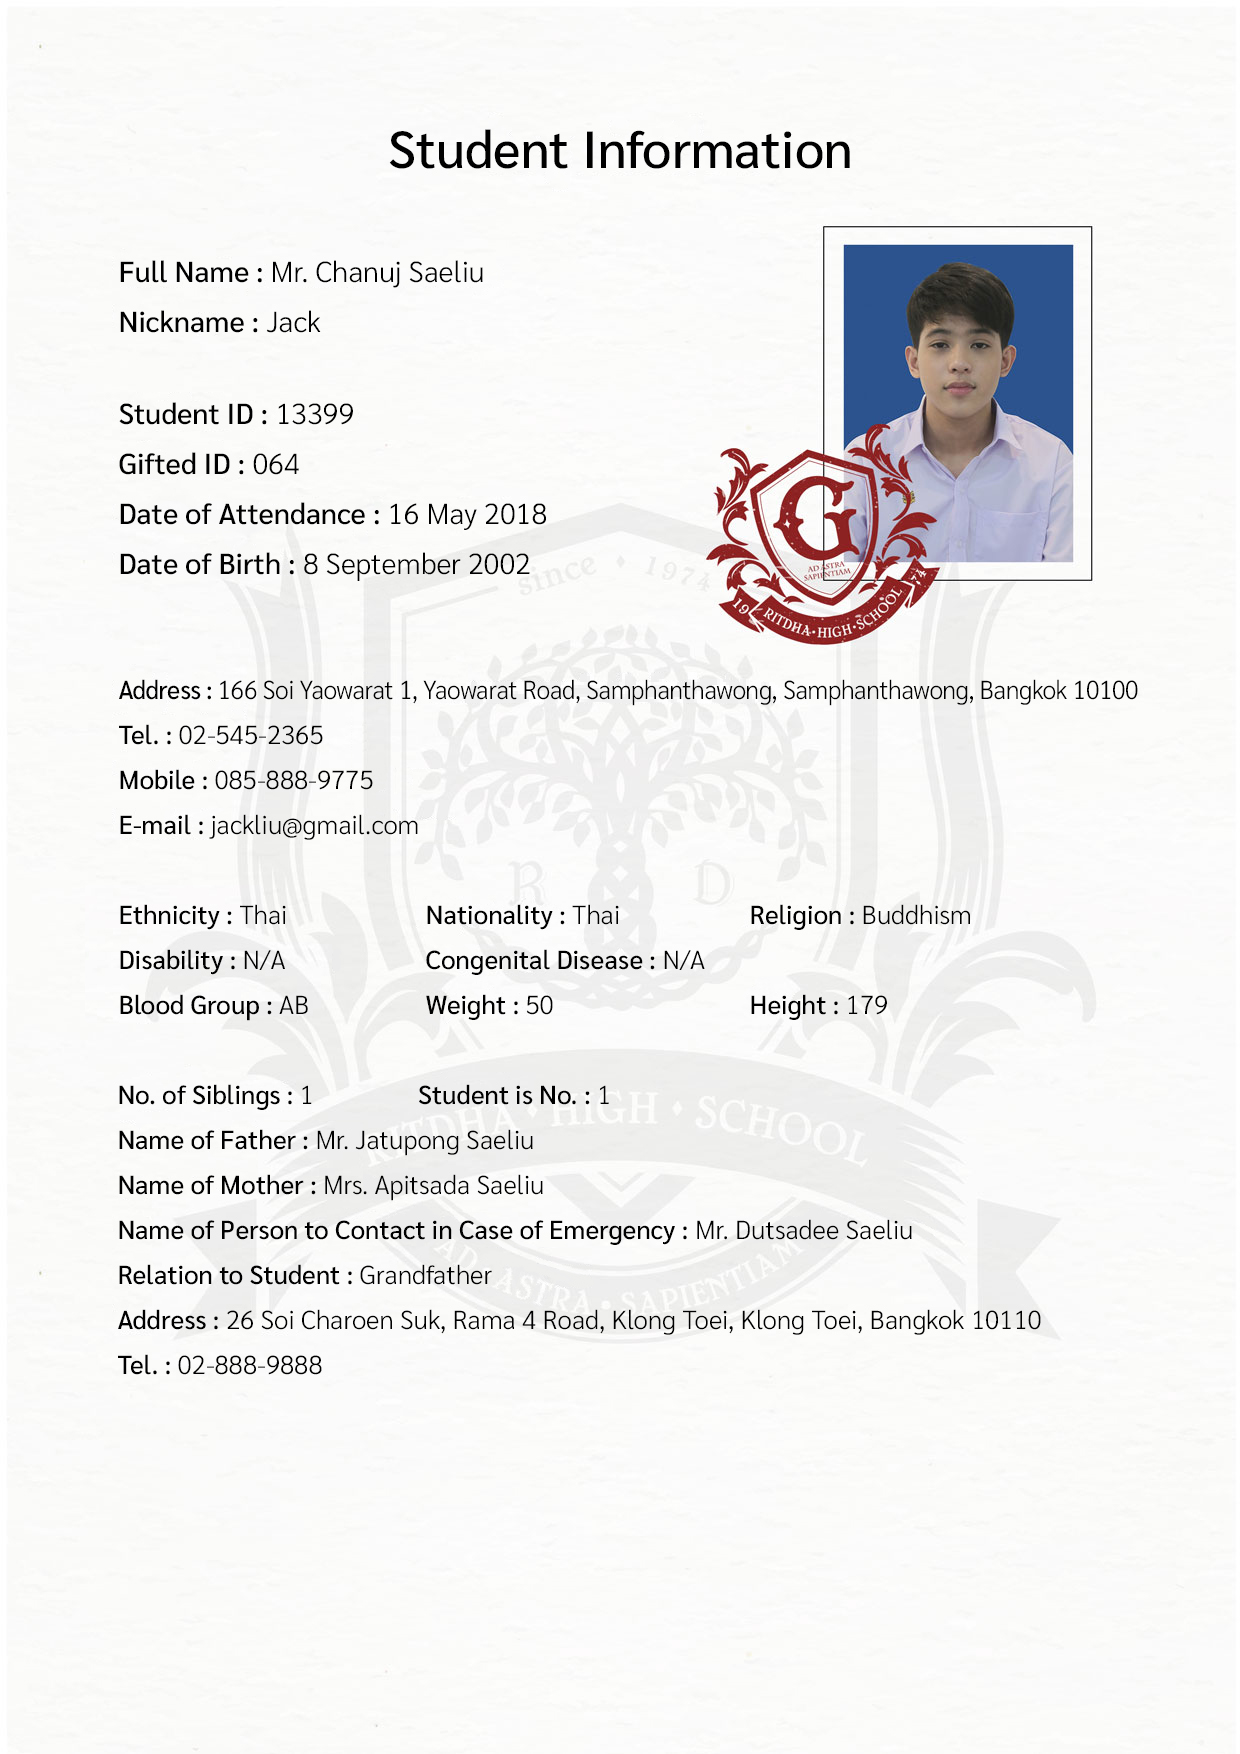 Student Information
Full Name : Mr. Chanuj Saeliu
Nickname : Jack
Student ID : 13399
Gifted ID : 064
Date of Attendance : 16 May 2018
Date of Birth : 8 September 2002
since • 1974
G
AD ASTRA
SAPIENTIAM
19 74
RITDHA•HIGH•SCHOOL
Address : 166 Soi Yaowarat 1, Yaowarat Road, Samphanthawong, Samphanthawong, Bangkok 10100
Tel. : 02-545-2365
Mobile : 085-888-9775
E-mail : jackliu@gmail.com
R D
Ethnicity : Thai Nationality : Thai Religion : Buddhism
Disability : N/A Congenital Disease : N/A
Blood Group : AB Weight : 50 Height : 179
No. of Siblings : 1 Student is No. : 1
RITDHA • HIGH • SCHOOL
Name of Father : Mr. Jatupong Saeliu
Name of Mother : Mrs. Apitsada Saeliu
Name of Person to Contact in Case of Emergency : Mr. Dutsadee Saeliu
Relation to Student : Grandfather
AD • ASTRA • SAPIENTIAM
Address : 26 Soi Charoen Suk, Rama 4 Road, Klong Toei, Klong Toei, Bangkok 10110
Tel. : 02-888-9888